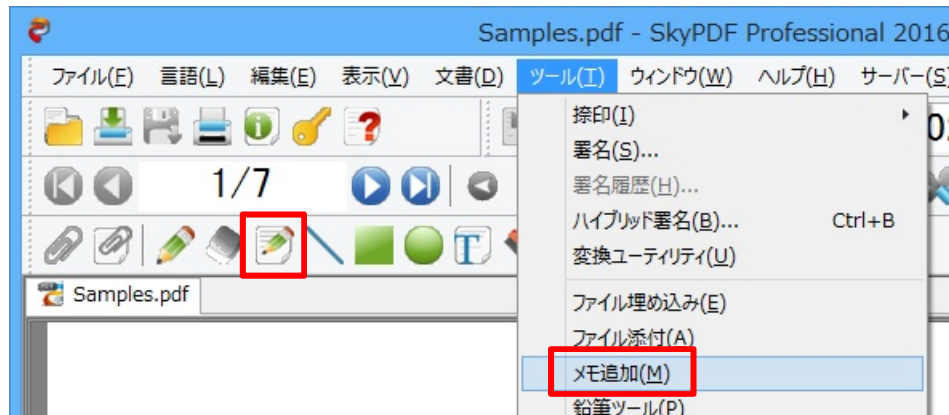 Samples.pdf - SkyPDF Professional 2016
ファイル(F) 言語(L) 編集(E) 表示(V) 文書(D) ツール(T) ウィンドウ(W) ヘルプ(H) サーバー(S)
捺印(I)
署名(S)...
1/7
署名履歴(H)...
ハイブリッド署名(B)... Ctrl+B
変換ユーティリティ(U)
Samples.pdf
ファイル埋め込み(E)
ファイル添付(A)
メモ追加(M)
鉛筆ツール(P)